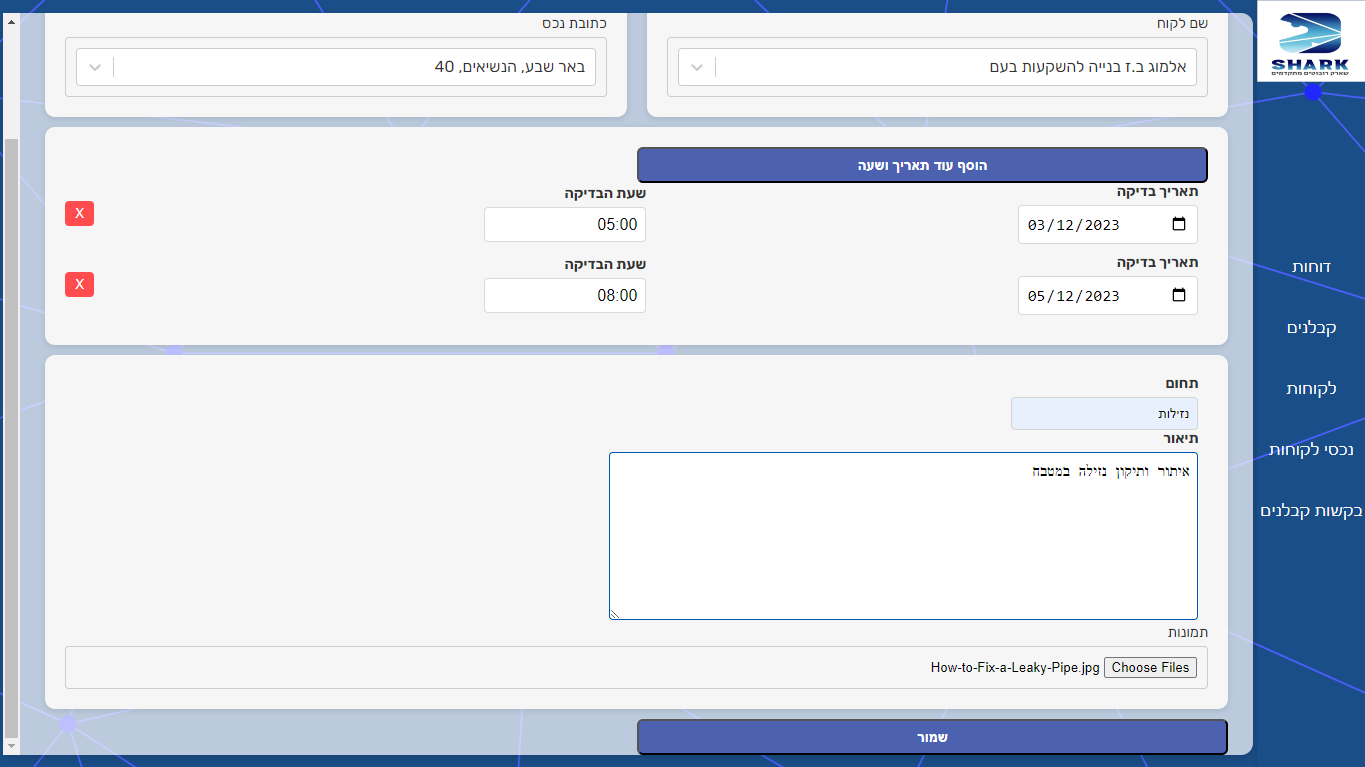 SHARK
שארק רובוטים מתקדמים
דוחות
קבלנים
לקוחות
נכסי לקוחות
בקשות קבלנים
שם לקוח
אלמוג ב.ז בנייה להשקעות בעם
כתובת נכס
באר שבע, הנשיאים, 40
הוסף עוד תאריך ושעה
תאריך בדיקה
03/12/2023
שעת הבדיקה
05:00
X
תאריך בדיקה
05/12/2023
שעת הבדיקה
08:00
X
תחום
נזילות
תיאור
איתור ותיקון נזילה במטבח
תמונות
Choose Files How-to-Fix-a-Leaky-Pipe.jpg
שמור